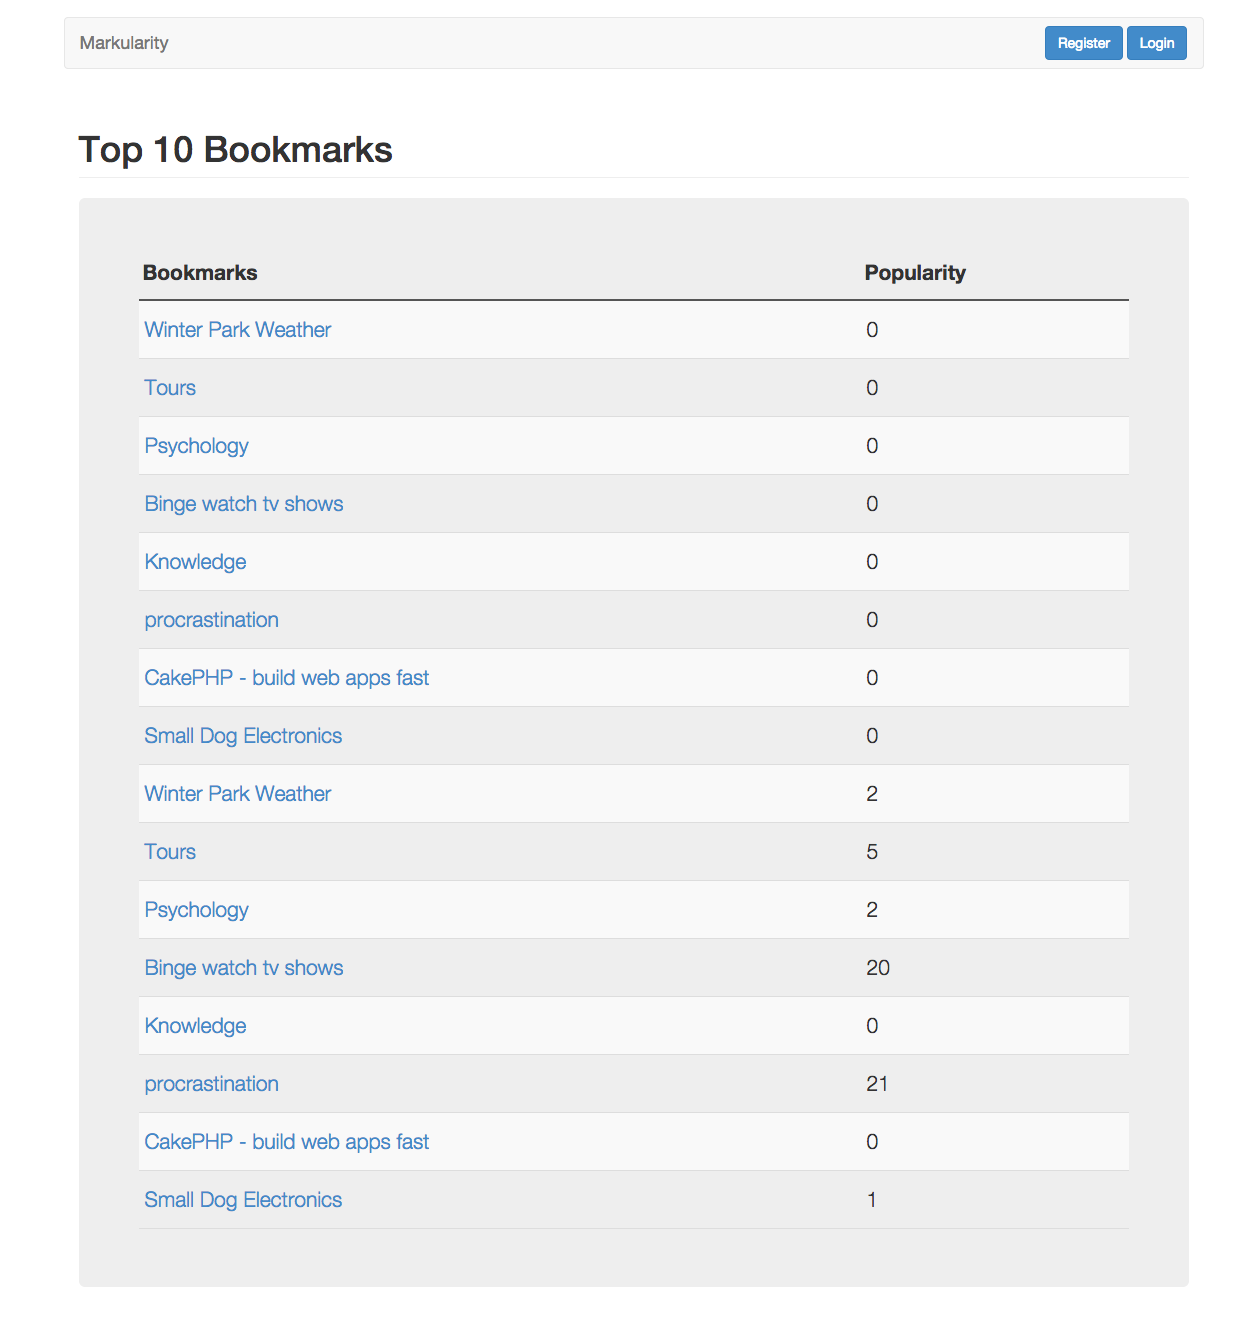 Markularity Register Login
Top 10 Bookmarks
Bookmarks Popularity
Winter Park Weather 0
Tours 0
Psychology 0
Binge watch tv shows 0
Knowledge 0
procrastination 0
CakePHP - build web apps fast 0
Small Dog Electronics 0
Winter Park Weather 2
Tours 5
Psychology 2
Binge watch tv shows 20
Knowledge 0
procrastination 21
CakePHP - build web apps fast 0
Small Dog Electronics 1